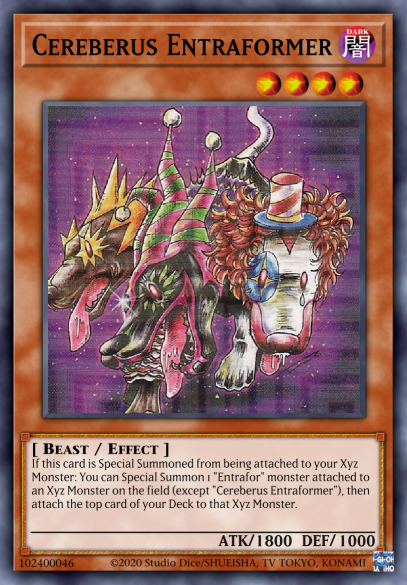 Cereberus Entraformer
DARK
闇
[ Beast / Effect ]
If this card is Special Summoned from being attached to your Xyz
Monster: You can Special Summon 1 "Entrafor" monster attached to
an Xyz Monster on the field (except "Cereberus Entraformer"), then
attach the top card of your Deck to that Xyz Monster.
ATK/1800 DEF/1000
102400046
©2020 Studio Dice/SHUEISHA, TV TOKYO, KONAMI